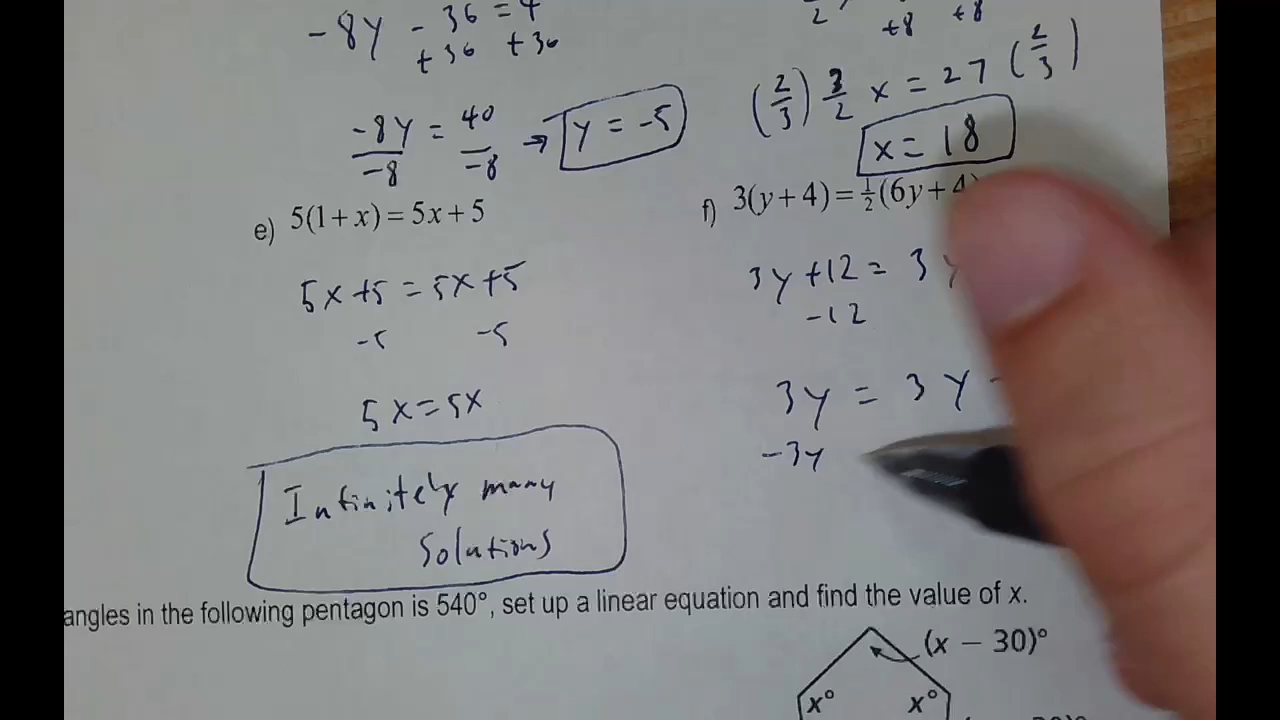 -8y - 36 = 4
+36 +36
-8y = 40
-8 -8
→ y = -5
+8 +8
(2/3) 3/2 x = 27 (2/3)
x = 18
e) 5(1+x) = 5x+5
5x+5 = 5x+5
-5 -5
5x = 5x
Infinitely many
Solutions
f) 3(y+4) = ½(6y+4)
3y+12 = 3y
-12
3y = 3y -
-3y
angles in the following pentagon is 540°, set up a linear equation and find the value of x.
(x – 30)°
x° x°